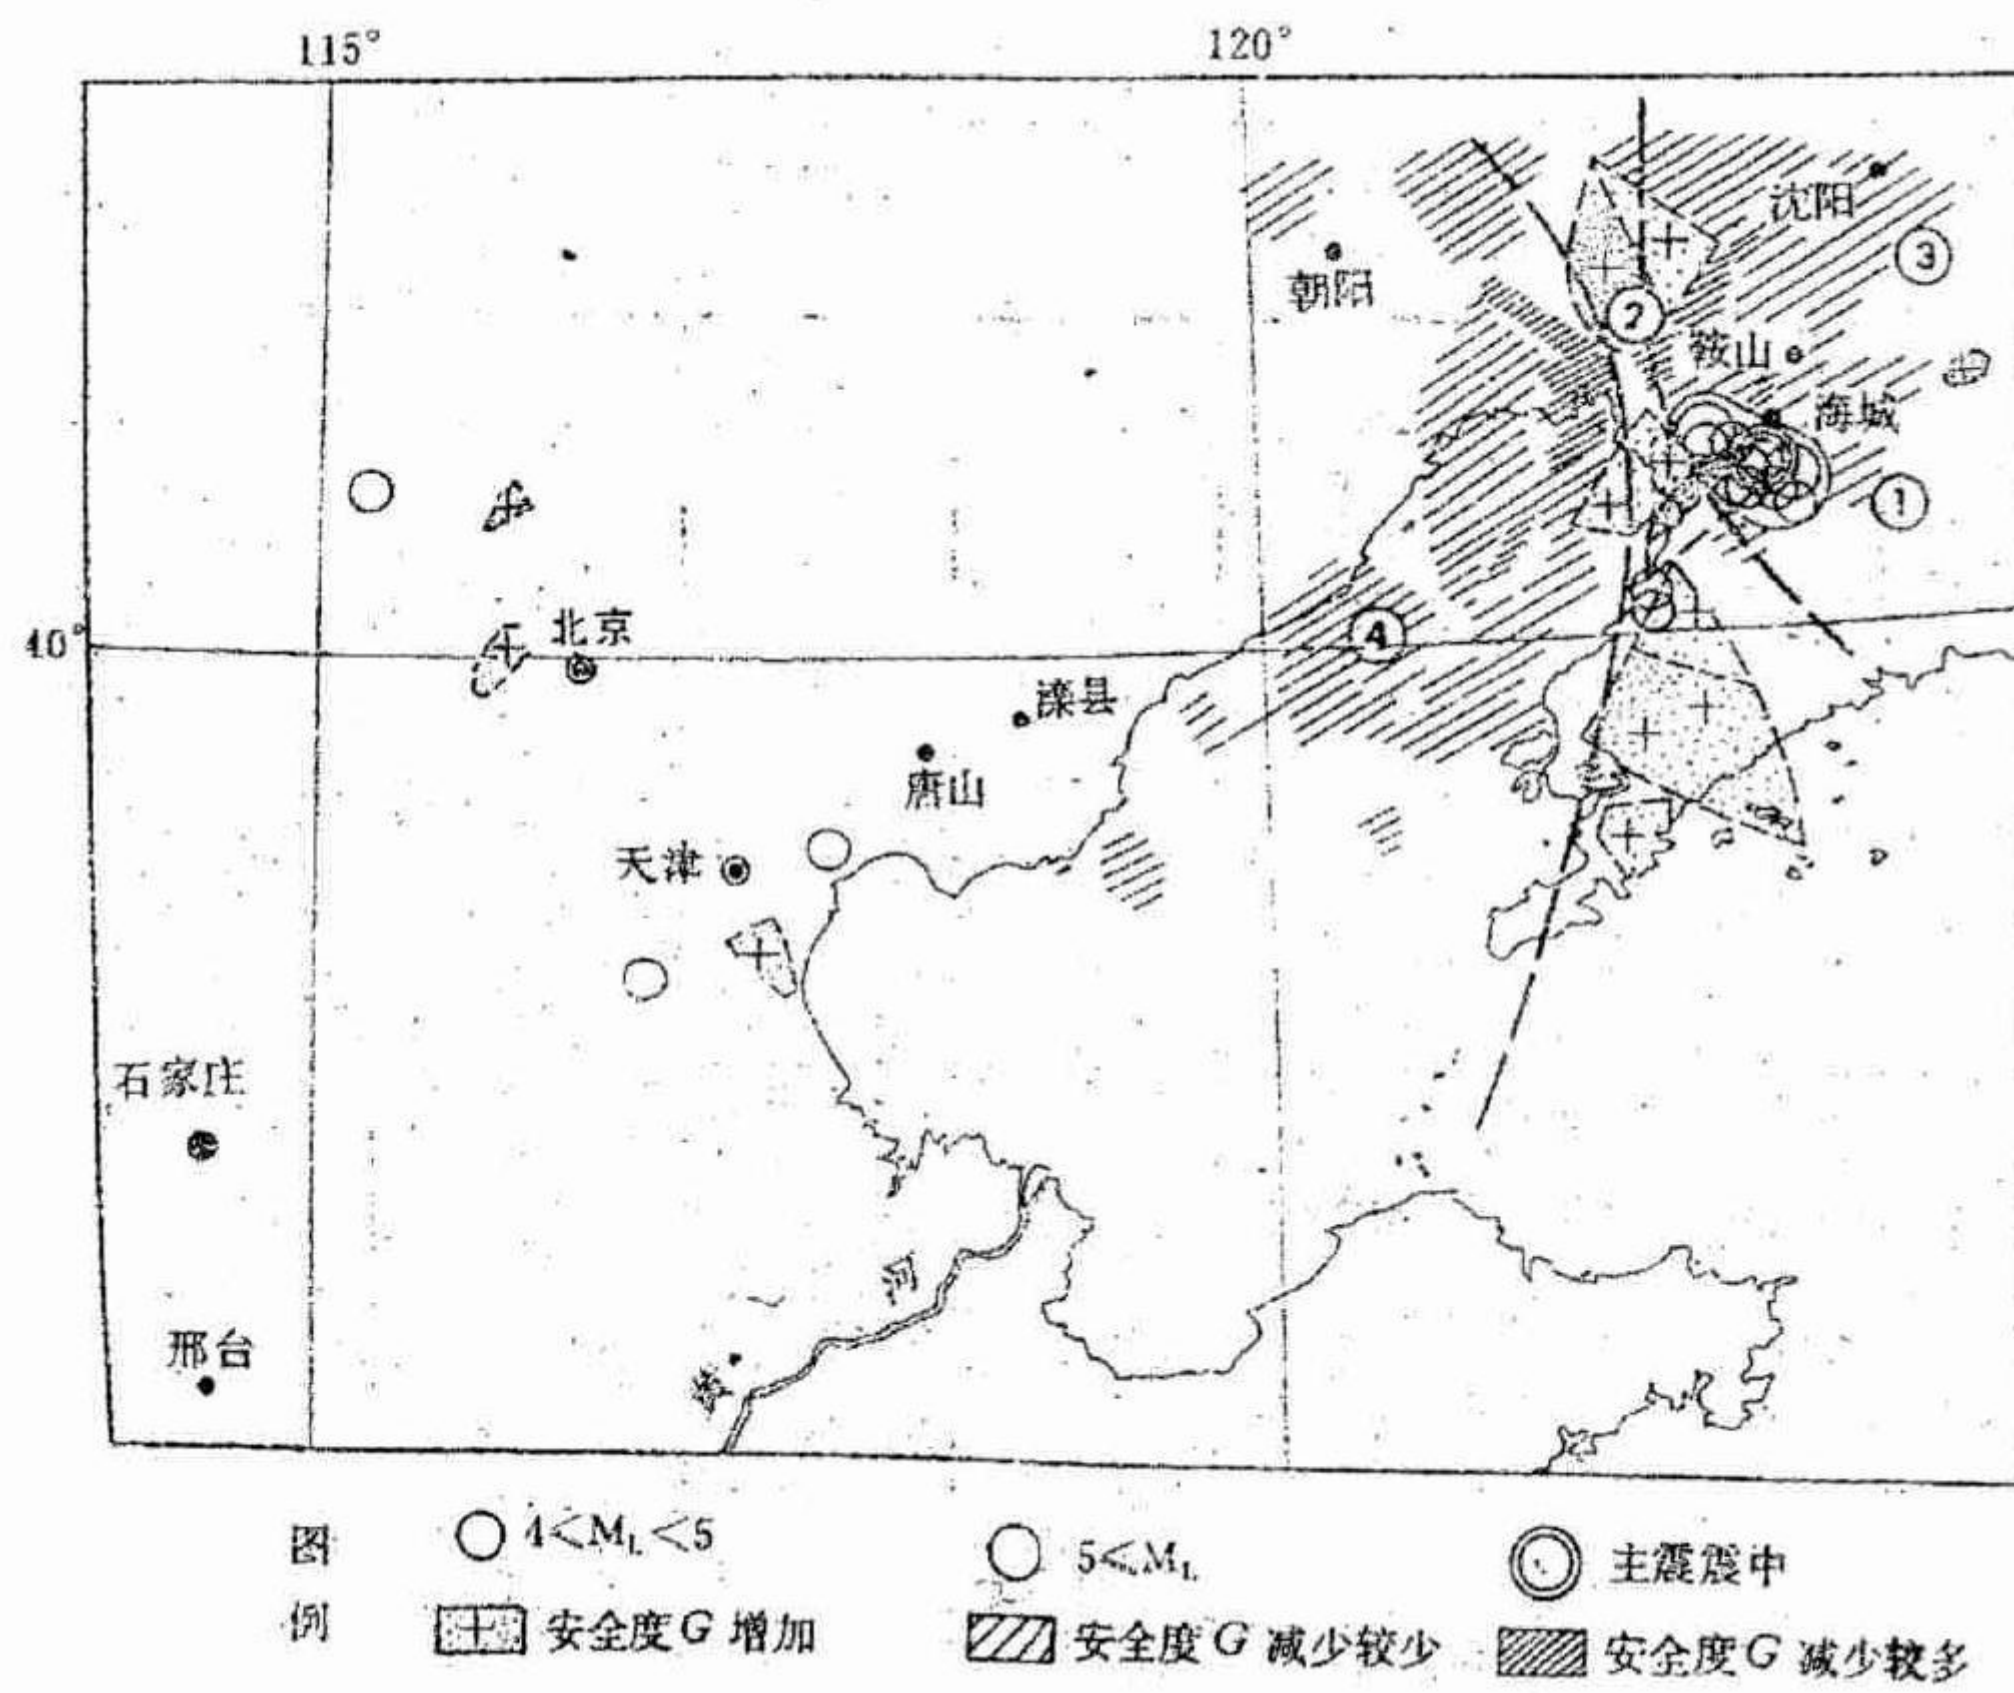 115° 120°
沈阳
③
朝阳
②
鞍山
海城
①
北京
40°
④
滦县
唐山
天津
石家庄
河
邢台
图 4<M_L<5 5≤M_L 主震震中
例 安全度G 增加 安全度G 减少较少 安全度G 减少较多